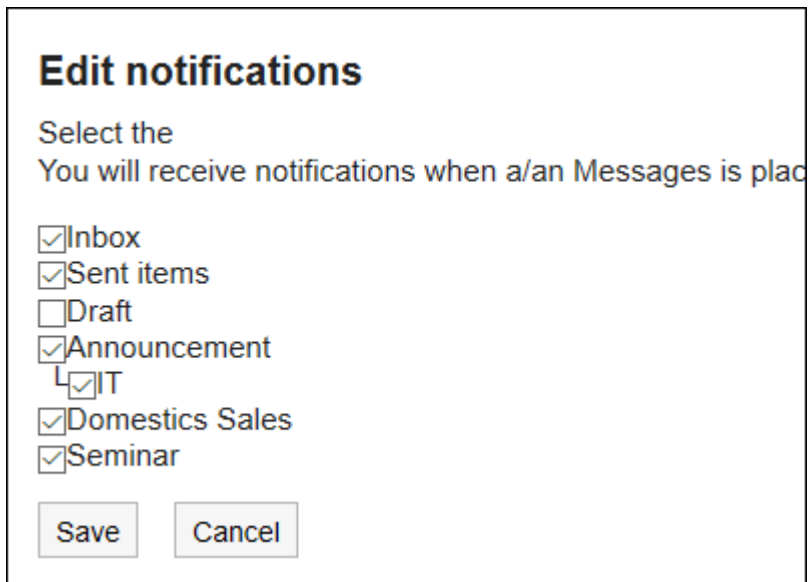 Edit notifications
Select the
You will receive notifications when a/an Messages is plac
Inbox
Sent items
Draft
Announcement
IT
Domestics Sales
Seminar
Save Cancel